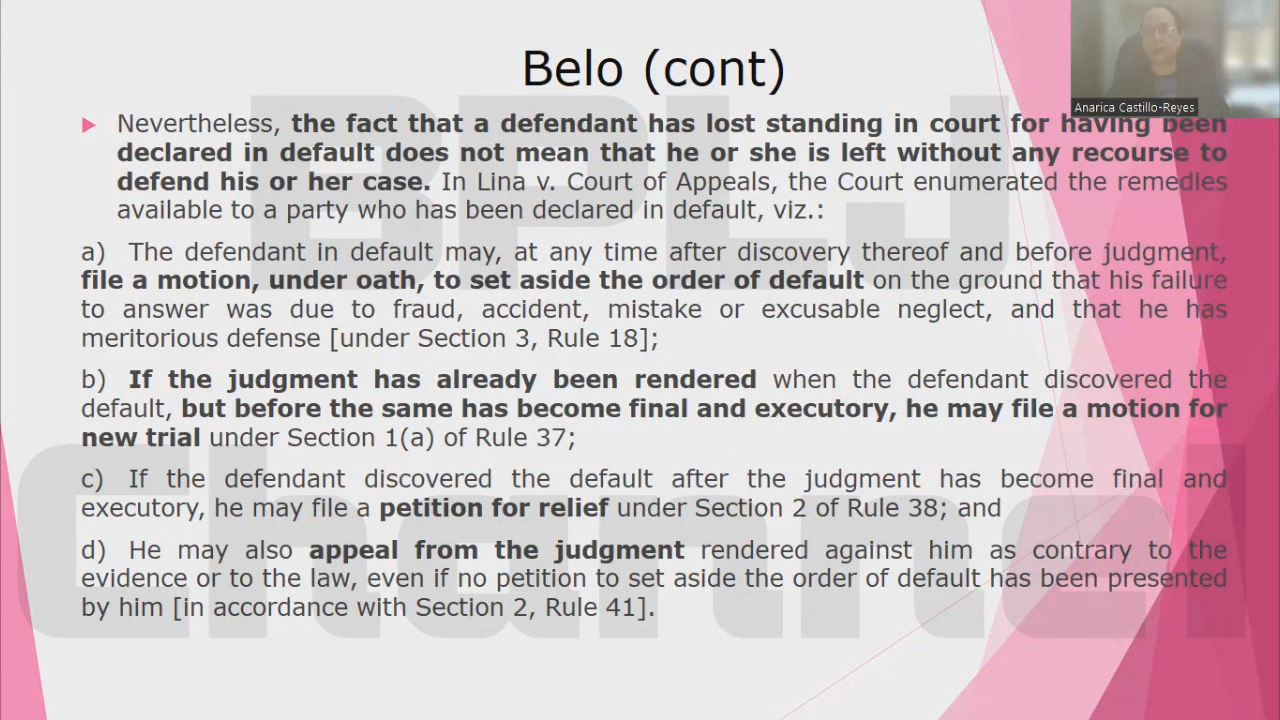 Belo (cont)
Anarica Castillo-Reyes
Nevertheless, the fact that a defendant has lost standing in court for having been
declared in default does not mean that he or she is left without any recourse to
defend his or her case. In Lina v. Court of Appeals, the Court enumerated the remedies
available to a party who has been declared in default, viz.:
a) The defendant in default may, at any time after discovery thereof and before judgment,
file a motion, under oath, to set aside the order of default on the ground that his failure
to answer was due to fraud, accident, mistake or excusable neglect, and that he has
meritorious defense [under Section 3, Rule 18];
b) If the judgment has already been rendered when the defendant discovered the
default, but before the same has become final and executory, he may file a motion for
new trial under Section 1(a) of Rule 37;
c) If the defendant discovered the default after the judgment has become final and
executory, he may file a petition for relief under Section 2 of Rule 38; and
d) He may also appeal from the judgment rendered against him as contrary to the
evidence or to the law, even if no petition to set aside the order of default has been presented
by him [in accordance with Section 2, Rule 41].
BPLJ
Channel